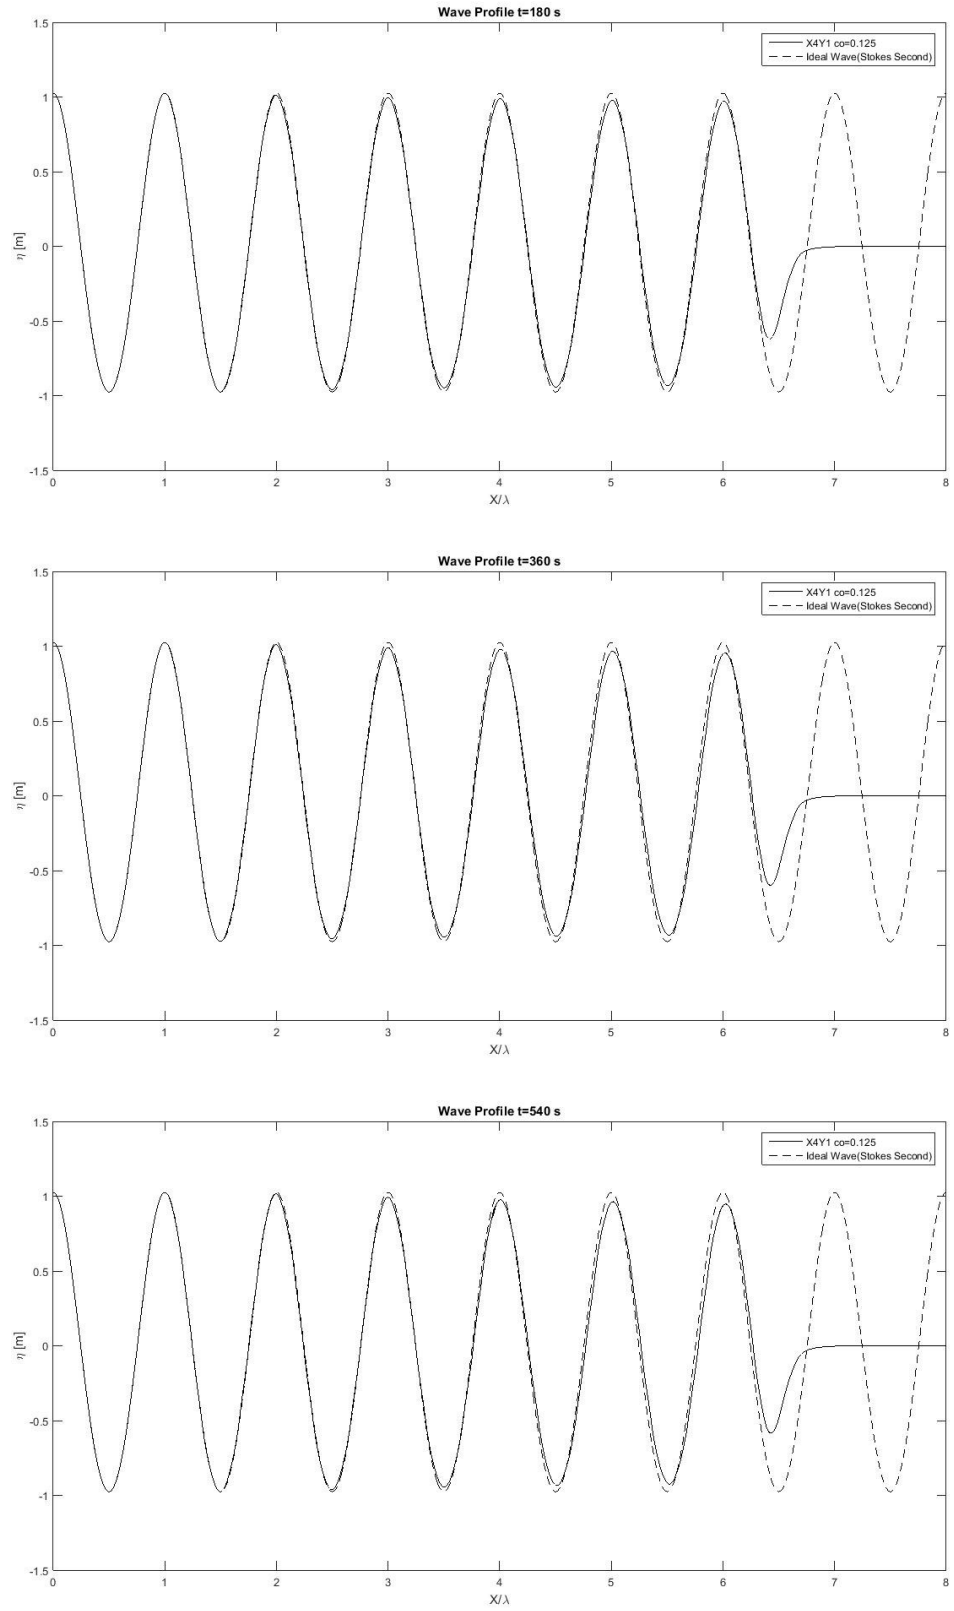 Wave Profile t=180 s
X4Y1 co=0.125
Ideal Wave(Stokes Second)
1.5
1
0.5
0
-0.5
-1
-1.5
η [m]
0 1 2 3 4 5 6 7 8
X/λ
Wave Profile t=360 s
X4Y1 co=0.125
Ideal Wave(Stokes Second)
1.5
1
0.5
0
-0.5
-1
-1.5
η [m]
0 1 2 3 4 5 6 7 8
X/λ
Wave Profile t=540 s
X4Y1 co=0.125
Ideal Wave(Stokes Second)
1.5
1
0.5
0
-0.5
-1
-1.5
η [m]
0 1 2 3 4 5 6 7 8
X/λ